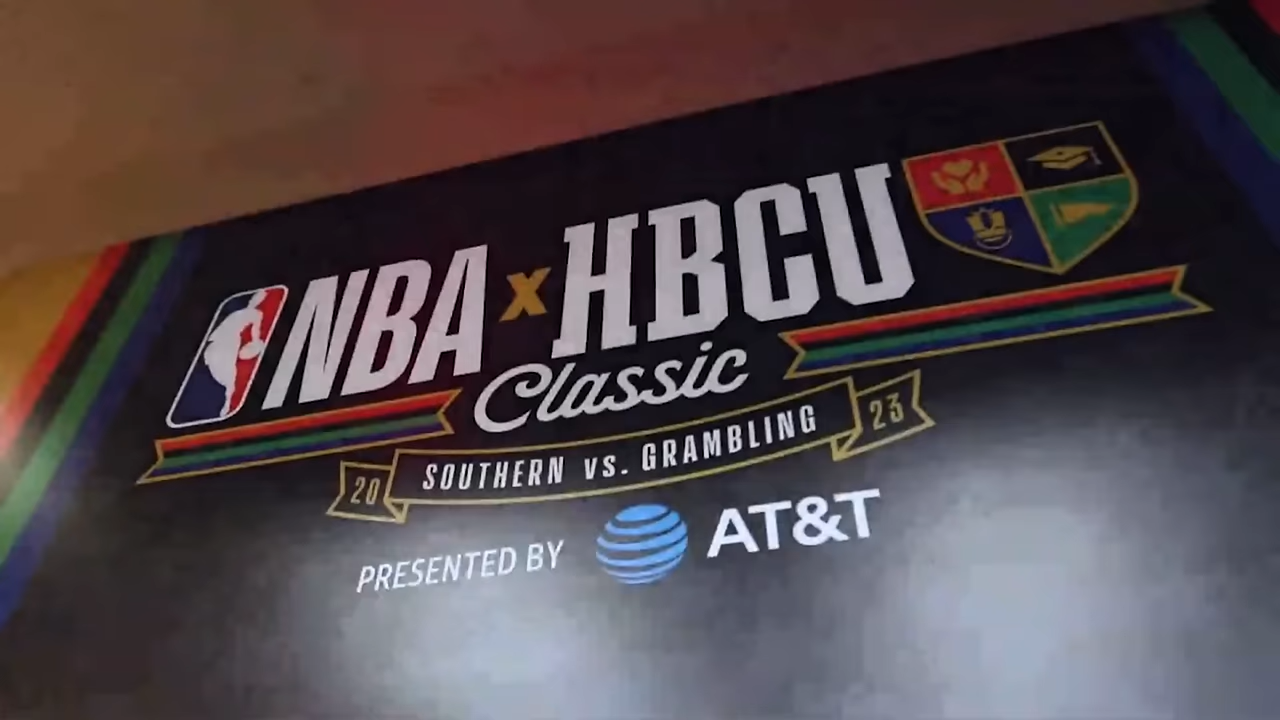 NBA x HBCU
Classic
20 SOUTHERN VS. GRAMBLING 23
PRESENTED BY AT&T